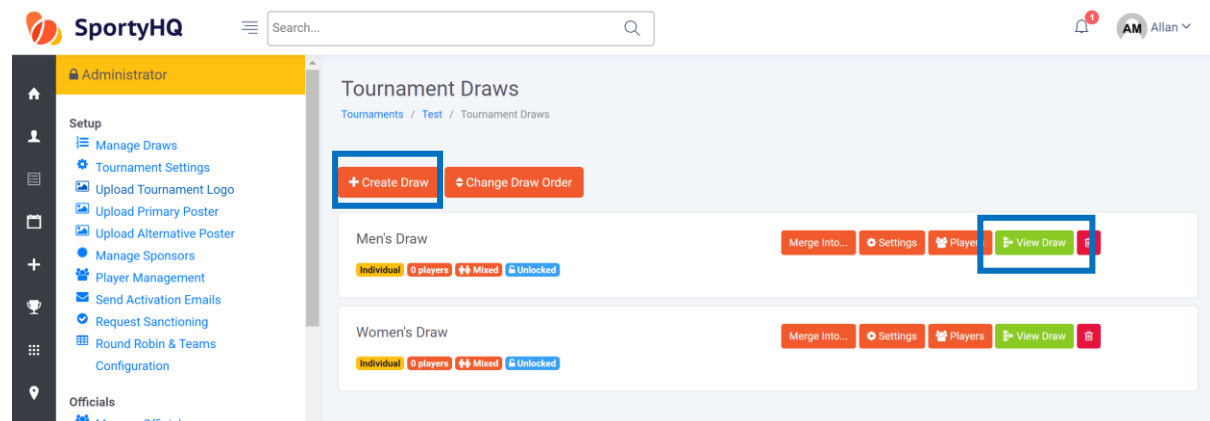 SportyHQ
Search...
1
AM Allan
Administrator
Setup
Manage Draws
Tournament Settings
Upload Tournament Logo
Upload Primary Poster
Upload Alternative Poster
Manage Sponsors
Player Management
Send Activation Emails
Request Sanctioning
Round Robin & Teams
Configuration
Officials
Tournament Draws
Tournaments / Test / Tournament Draws
+ Create Draw
Change Draw Order
Men's Draw
Merge Into... Settings Players View Draw
Individual 0 players Mixed Unlocked
Women's Draw
Merge Into... Settings Players View Draw
Individual 0 players Mixed Unlocked